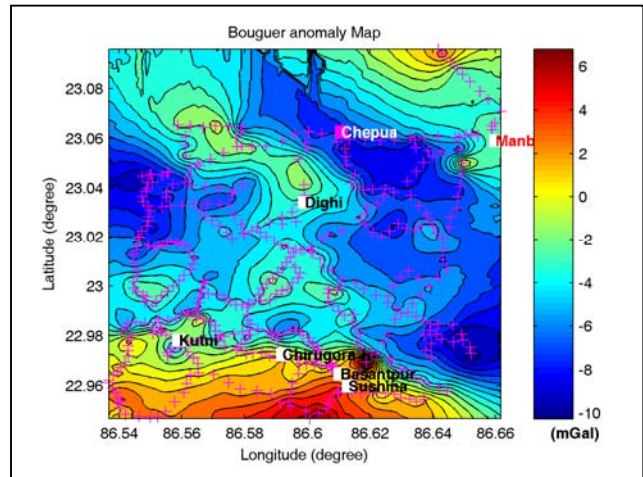 Bouguer anomaly Map
Latitude (degree)
23.08
23.06
23.04
23.02
23
22.98
22.96
Chepua
Manb
Dighi
Kutni
Chirugora
Basantpur
Sushina
86.54 86.56 86.58 86.6 86.62 86.64 86.66
Longitude (degree)
6
4
2
0
-2
-4
-6
-8
-10
(mGal)